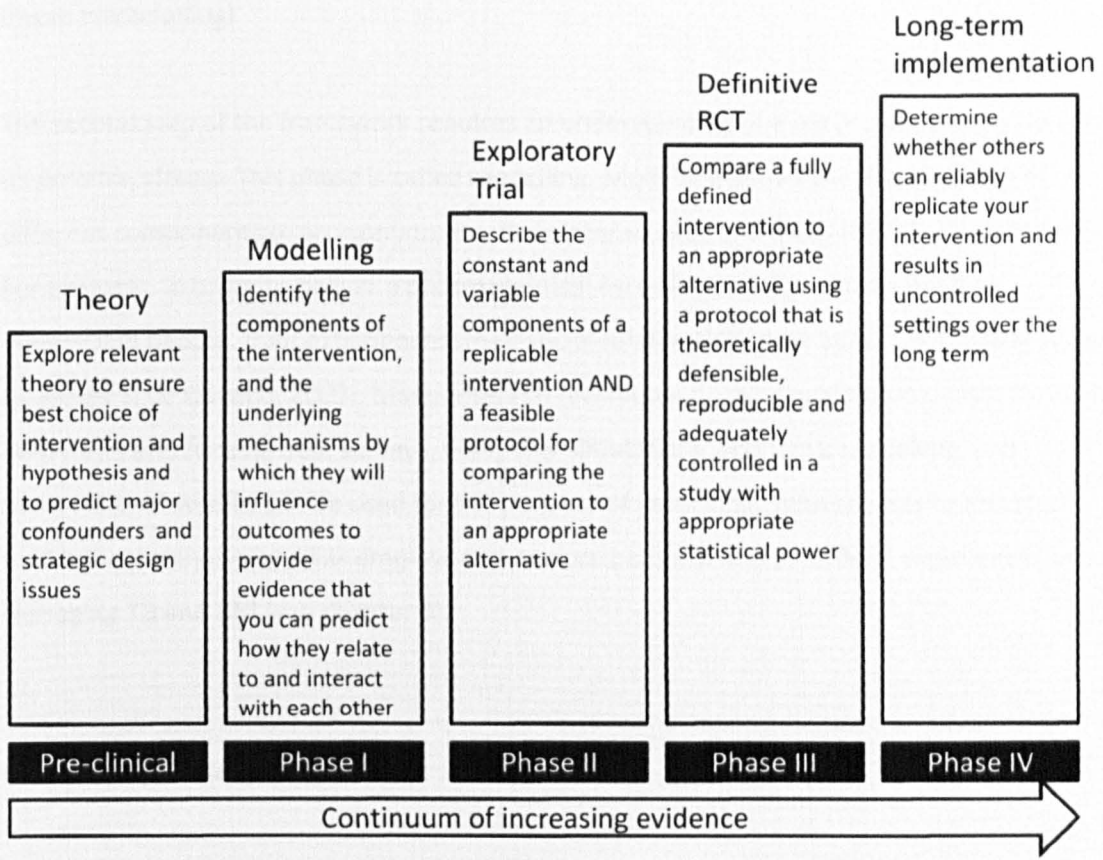 Theory
Explore relevant
theory to ensure
best choice of
intervention and
hypothesis and
to predict major
confounders and
strategic design
issues
Pre-clinical
Modelling
Identify the
components of
the intervention,
and the
underlying
mechanisms by
which they will
influence
outcomes to
provide
evidence that
you can predict
how they relate
to and interact
with each other
Phase I
Exploratory
Trial
Describe the
constant and
variable
components of a
replicable
intervention AND
a feasible
protocol for
comparing the
intervention to
an appropriate
alternative
Phase II
Definitive
RCT
Compare a fully
defined
intervention to
an appropriate
alternative using
a protocol that is
theoretically
defensible,
reproducible and
adequately
controlled in a
study with
appropriate
statistical power
Phase III
Long-term
implementation
Determine
whether others
can reliably
replicate your
intervention and
results in
uncontrolled
settings over the
long term
Phase IV
Continuum of increasing evidence